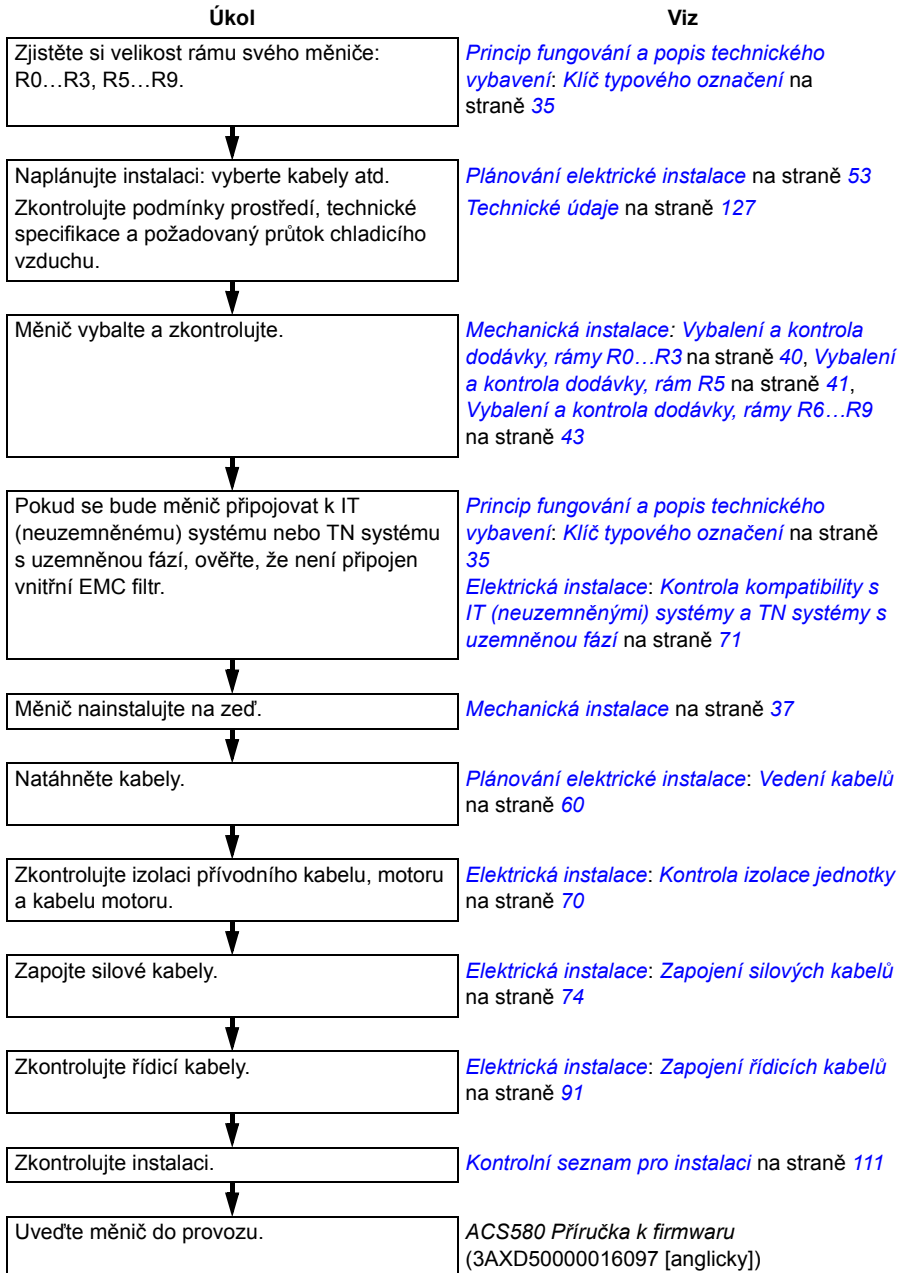 Úkol
Viz
Zjistěte si velikost rámu svého měniče:
R0…R3, R5…R9.
Princip fungování a popis technického
vybavení: Klíč typového označení na
straně 35
Naplánujte instalaci: vyberte kabely atd.
Zkontrolujte podmínky prostředí, technické
specifikace a požadovaný průtok chladicího
vzduchu.
Plánování elektrické instalace na straně 53
Technické údaje na straně 127
Měnič vybalte a zkontrolujte.
Mechanická instalace: Vybalení a kontrola
dodávky, rámy R0…R3 na straně 40, Vybalení
a kontrola dodávky, rám R5 na straně 41,
Vybalení a kontrola dodávky, rámy R6…R9
na straně 43
Pokud se bude měnič připojovat k IT
(neuzemněnému) systému nebo TN systému
s uzemněnou fází, ověřte, že není připojen
vnitřní EMC filtr.
Princip fungování a popis technického
vybavení: Klíč typového označení na straně
35
Elektrická instalace: Kontrola kompatibility s
IT (neuzemněnými) systémy a TN systémy s
uzemněnou fází na straně 71
Měnič nainstalujte na zeď.
Mechanická instalace na straně 37
Natáhněte kabely.
Plánování elektrické instalace: Vedení kabelů
na straně 60
Zkontrolujte izolaci přívodního kabelu, motoru
a kabelu motoru.
Elektrická instalace: Kontrola izolace jednotky
na straně 70
Zapojte silové kabely.
Elektrická instalace: Zapojení silových kabelů
na straně 74
Zkontrolujte řídicí kabely.
Elektrická instalace: Zapojení řídicích kabelů
na straně 91
Zkontrolujte instalaci.
Kontrolní seznam pro instalaci na straně 111
Uveďte měnič do provozu.
ACS580 Příručka k firmwaru
(3AXD50000016097 [anglicky])